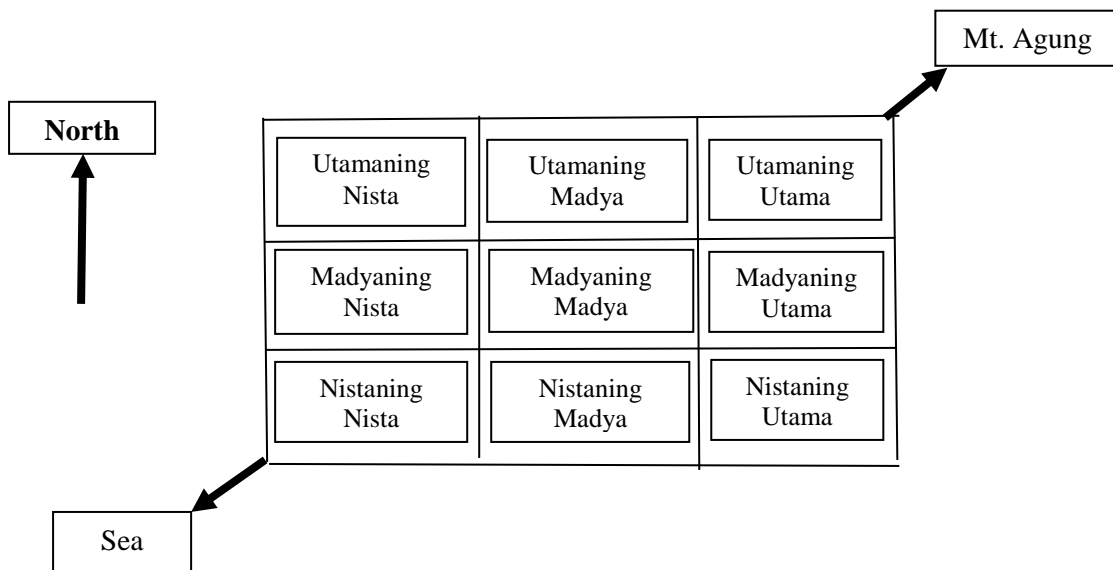 Mt. Agung
North
Utamaning
Nista
Utamaning
Madya
Utamaning
Utama
Madyaning
Nista
Madyaning
Madya
Madyaning
Utama
Nistaning
Nista
Nistaning
Madya
Nistaning
Utama
Sea